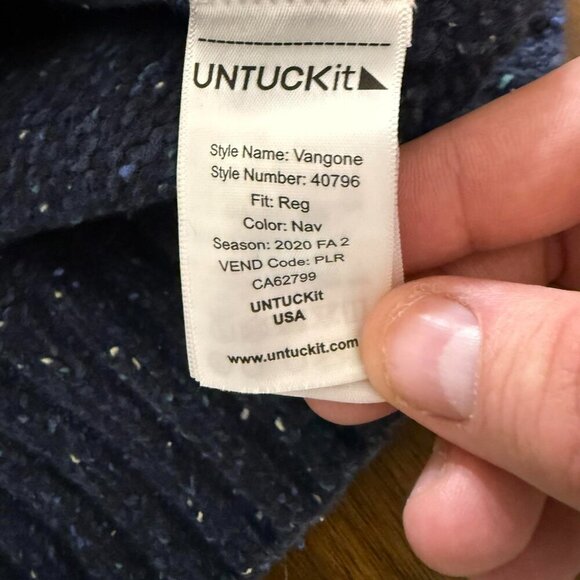 UNTUCKit
Style Name: Vangone
Style Number: 40796
Fit: Reg
Color: Nav
Season: 2020 FA 2
VEND Code: PLR
CA62799
UNTUCKit
USA
www.untuckit.com